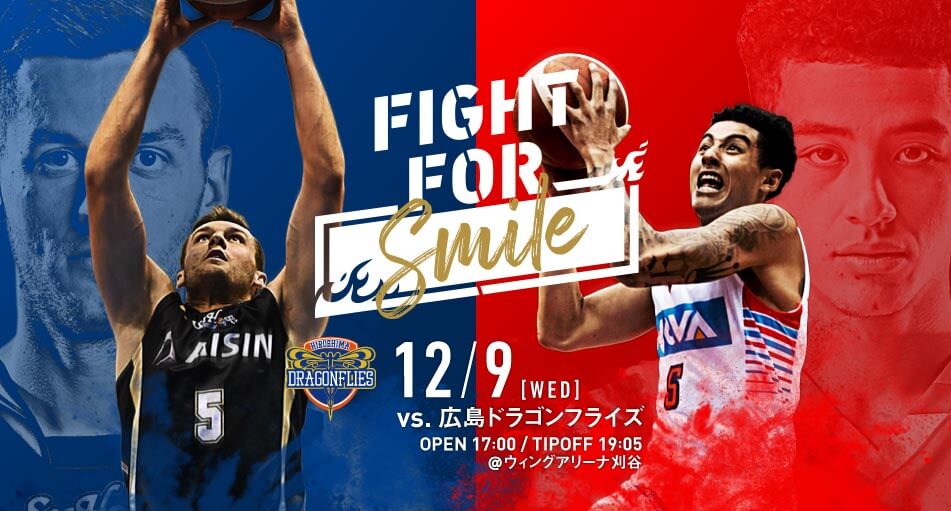 FIGHT
FOR
Smile
AISIN
5
5
HIROSHIMA
DRAGONFLIES
12/9 [WED]
vs. 広島ドラゴンフライズ
OPEN 17:00 / TIPOFF 19:05
@ウィングアリーナ刈谷